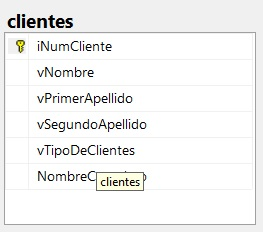 clientes
iNumCliente
vNombre
vPrimerApellido
vSegundoApellido
vTipoDeClientes
clientes